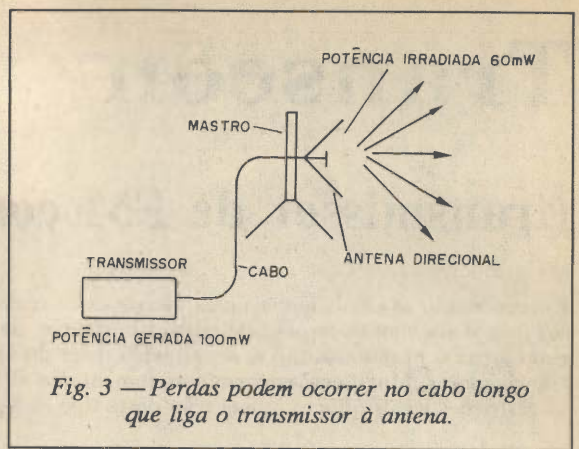 POTÊNCIA IRRADIADA 60mW
MASTRO
ANTENA DIRECIONAL
TRANSMISSOR
CABO
POTÊNCIA GERADA 100mW
Fig. 3 — Perdas podem ocorrer no cabo longo
que liga o transmissor à antena.